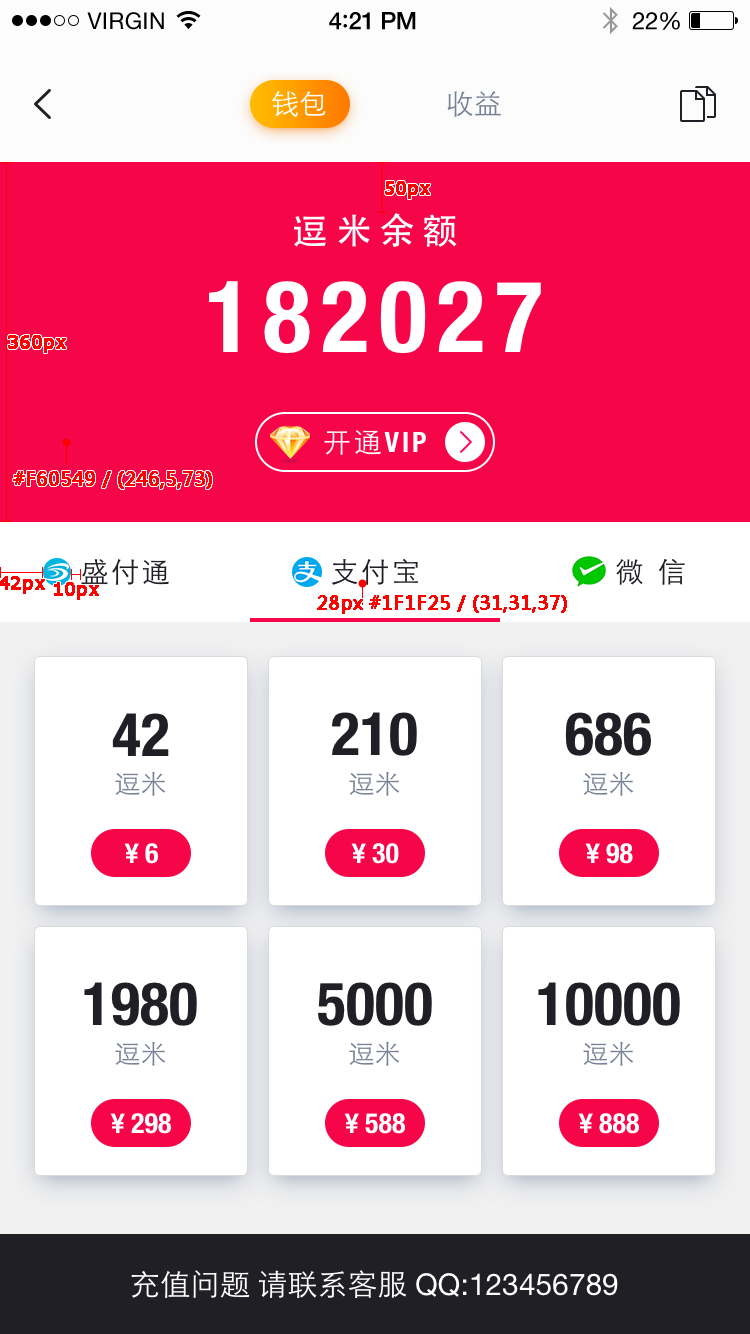 VIRGIN 4:21 PM 22%
钱包 收益
50px
逗米余额
182027
360px
开通VIP
#F60549 / (246,5,73)
盛付通 支付宝 微信
42px 10px
28px #1F1F25 / (31,31,37)
42 210 686
逗米 逗米 逗米
¥ 6 ¥ 30 ¥ 98
1980 5000 10000
逗米 逗米 逗米
¥ 298 ¥ 588 ¥ 888
充值问题 请联系客服 QQ:123456789